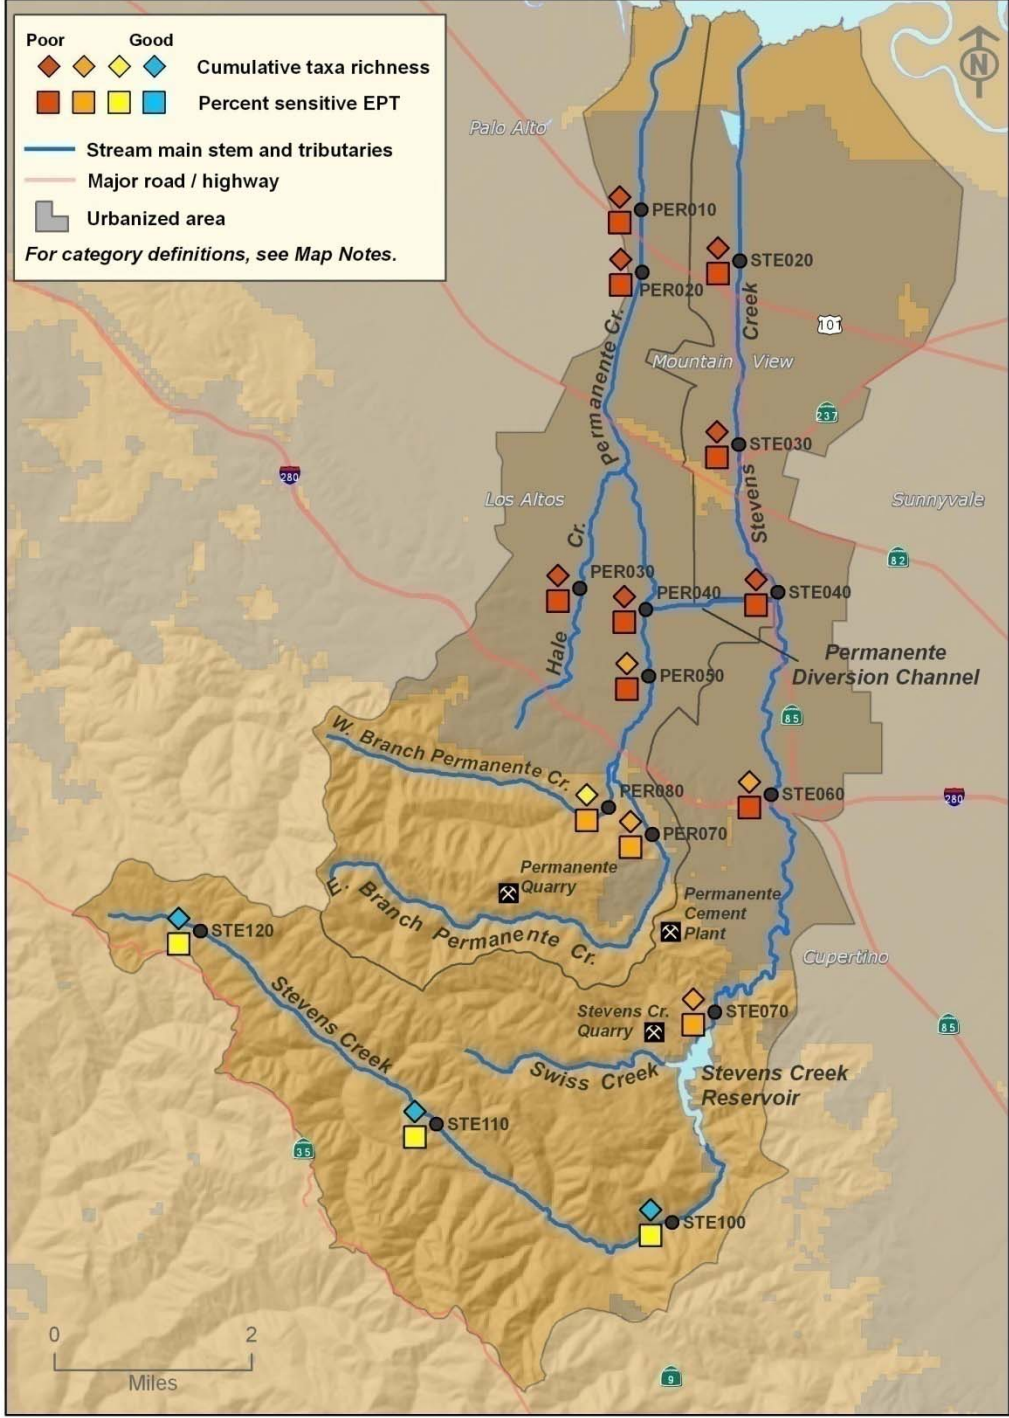 Poor Good
Cumulative taxa richness
Percent sensitive EPT
Stream main stem and tributaries
Major road / highway
Urbanized area
For category definitions, see Map Notes.
N
Palo Alto
PER010
STE020
PER020
Creek
101
Permanente Cr.
Mountain View
237
STE030
280
Los Altos
Stevens
Sunnyvale
Cr.
82
PER030
PER040
STE040
Hale
Permanente
Diversion Channel
PER050
85
W. Branch Permanente Cr.
PER080
STE060
280
PER070
Permanente
Quarry
E. Branch Permanente Cr.
Permanente
Cement
Plant
STE120
Cupertino
Stevens Creek
Stevens Cr.
Quarry
STE070
85
Swiss Creek
Stevens Creek
Reservoir
STE110
35
STE100
0 2
Miles
9